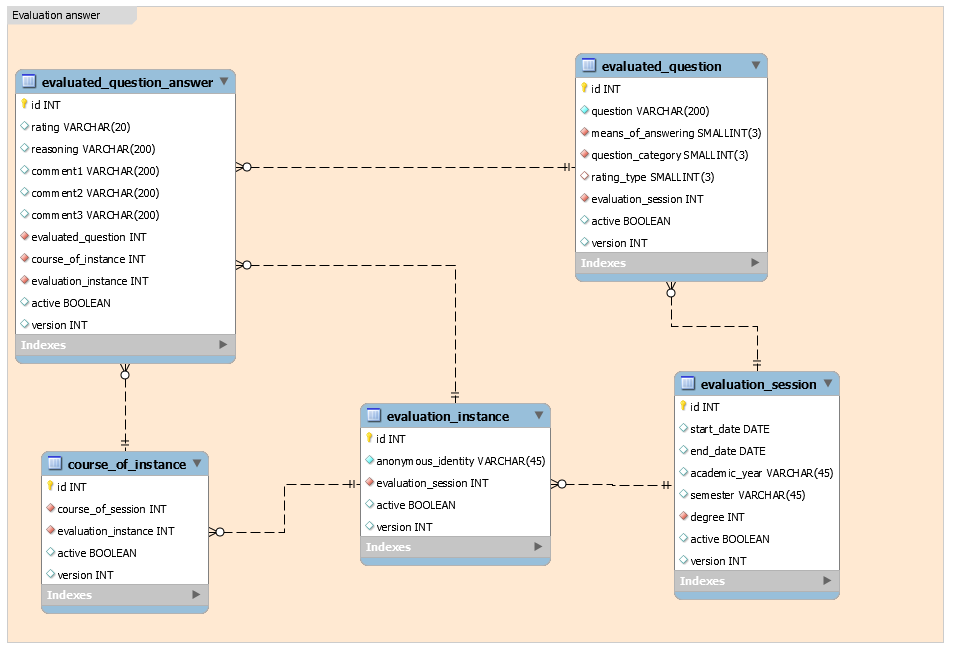 Evaluation answer
evaluated_question_answer
id INT
rating VARCHAR(20)
reasoning VARCHAR(200)
comment1 VARCHAR(200)
comment2 VARCHAR(200)
comment3 VARCHAR(200)
evaluated_question INT
course_of_instance INT
evaluation_instance INT
active BOOLEAN
version INT
Indexes
evaluated_question
id INT
question VARCHAR(200)
means_of_answering SMALLINT(3)
question_category SMALLINT(3)
rating_type SMALLINT(3)
evaluation_session INT
active BOOLEAN
version INT
Indexes
course_of_instance
id INT
course_of_session INT
evaluation_instance INT
active BOOLEAN
version INT
Indexes
evaluation_instance
id INT
anonymous_identity VARCHAR(45)
evaluation_session INT
active BOOLEAN
version INT
Indexes
evaluation_session
id INT
start_date DATE
end_date DATE
academic_year VARCHAR(45)
semester VARCHAR(45)
degree INT
active BOOLEAN
version INT
Indexes